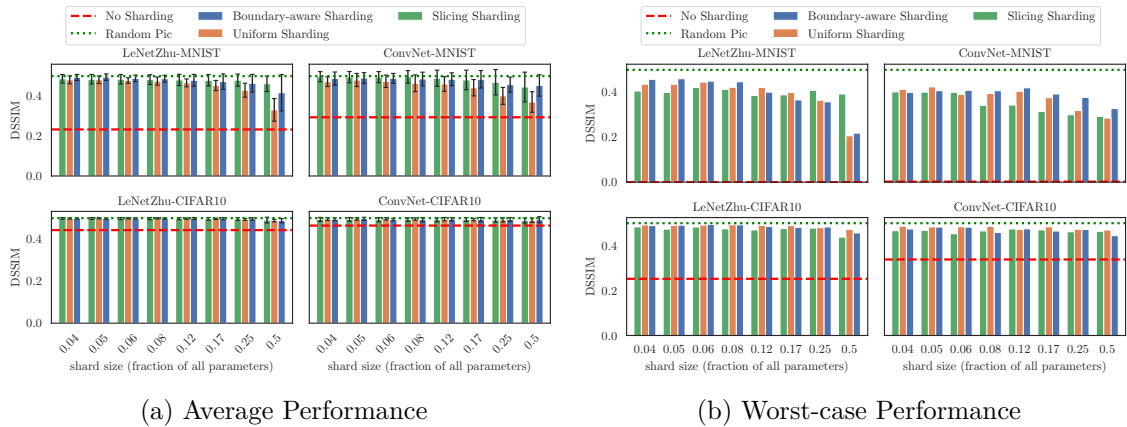 No Sharding
Random Pic
Boundary-aware Sharding
Uniform Sharding
Slicing Sharding
LeNetZhu-MNIST
ConvNet-MNIST
DSSIM
0.4
0.2
0.0
LeNetZhu-CIFAR10
ConvNet-CIFAR10
DSSIM
0.4
0.2
0.0
0.04 0.05 0.06 0.08 0.12 0.17 0.25 0.5
0.04 0.05 0.06 0.08 0.12 0.17 0.25 0.5
shard size (fraction of all parameters)
shard size (fraction of all parameters)
(a) Average Performance
No Sharding
Random Pic
Boundary-aware Sharding
Uniform Sharding
Slicing Sharding
LeNetZhu-MNIST
ConvNet-MNIST
DSSIM
0.4
0.2
0.0
LeNetZhu-CIFAR10
ConvNet-CIFAR10
DSSIM
0.4
0.2
0.0
0.04 0.05 0.06 0.08 0.12 0.17 0.25 0.5
0.04 0.05 0.06 0.08 0.12 0.17 0.25 0.5
shard size (fraction of all parameters)
shard size (fraction of all parameters)
(b) Worst-case Performance